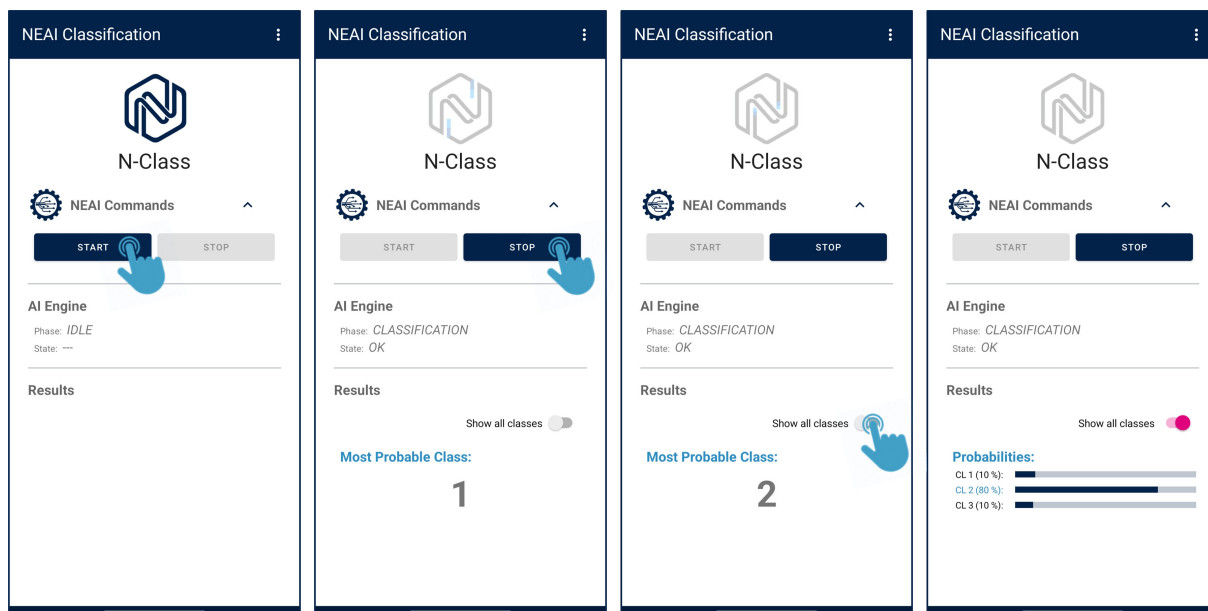 NEAI Classification
N-Class
NEAI Commands
START STOP
AI Engine
Phase: IDLE
State: ---
Results
NEAI Classification
N-Class
NEAI Commands
START STOP
AI Engine
Phase: CLASSIFICATION
State: OK
Results
Show all classes
Most Probable Class:
1
NEAI Classification
N-Class
NEAI Commands
START STOP
AI Engine
Phase: CLASSIFICATION
State: OK
Results
Show all classes
Most Probable Class:
2
NEAI Classification
N-Class
NEAI Commands
START STOP
AI Engine
Phase: CLASSIFICATION
State: OK
Results
Show all classes
Probabilities:
CL 1 (10 %):
CL 2 (80 %):
CL 3 (10 %):